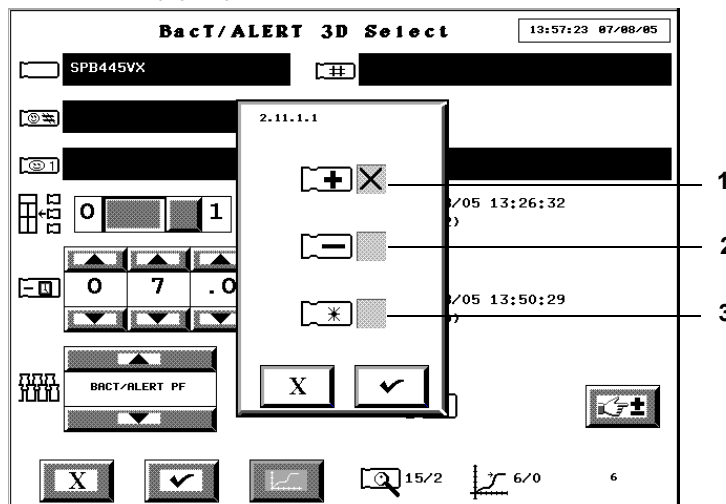 BacT/ALERT 3D Select
13:57:23 07/08/05
SPB445VX
#
2.11.1.1
X
1
1
0
1
/05 13:26:32
2)
2
0 7 .0
/05 13:50:29
)
3
BACT/ALERT PF
X
X
15/2
6/0
6